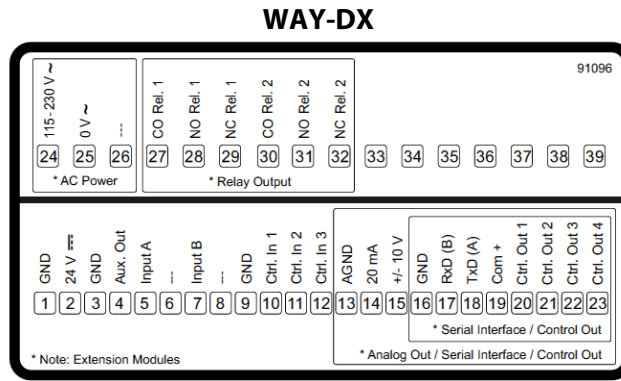 WAY-DX
91096
115 - 230 V ~
0 V ~
---
CO Rel. 1
NO Rel. 1
NC Rel. 1
CO Rel. 2
NO Rel. 2
NC Rel. 2
24 25 26 27 28 29 30 31 32 33 34 35 36 37 38 39
* AC Power
* Relay Output
GND
24 V ⎓
GND
Aux. Out
Input A
---
Input B
---
GND
Ctrl. In 1
Ctrl. In 2
Ctrl. In 3
AGND
20 mA
+/- 10 V
GND
RxD (B)
TxD (A)
Com +
Ctrl. Out 1
Ctrl. Out 2
Ctrl. Out 3
Ctrl. Out 4
1 2 3 4 5 6 7 8 9 10 11 12 13 14 15 16 17 18 19 20 21 22 23
* Serial Interface / Control Out
* Note: Extension Modules
* Analog Out / Serial Interface / Control Out